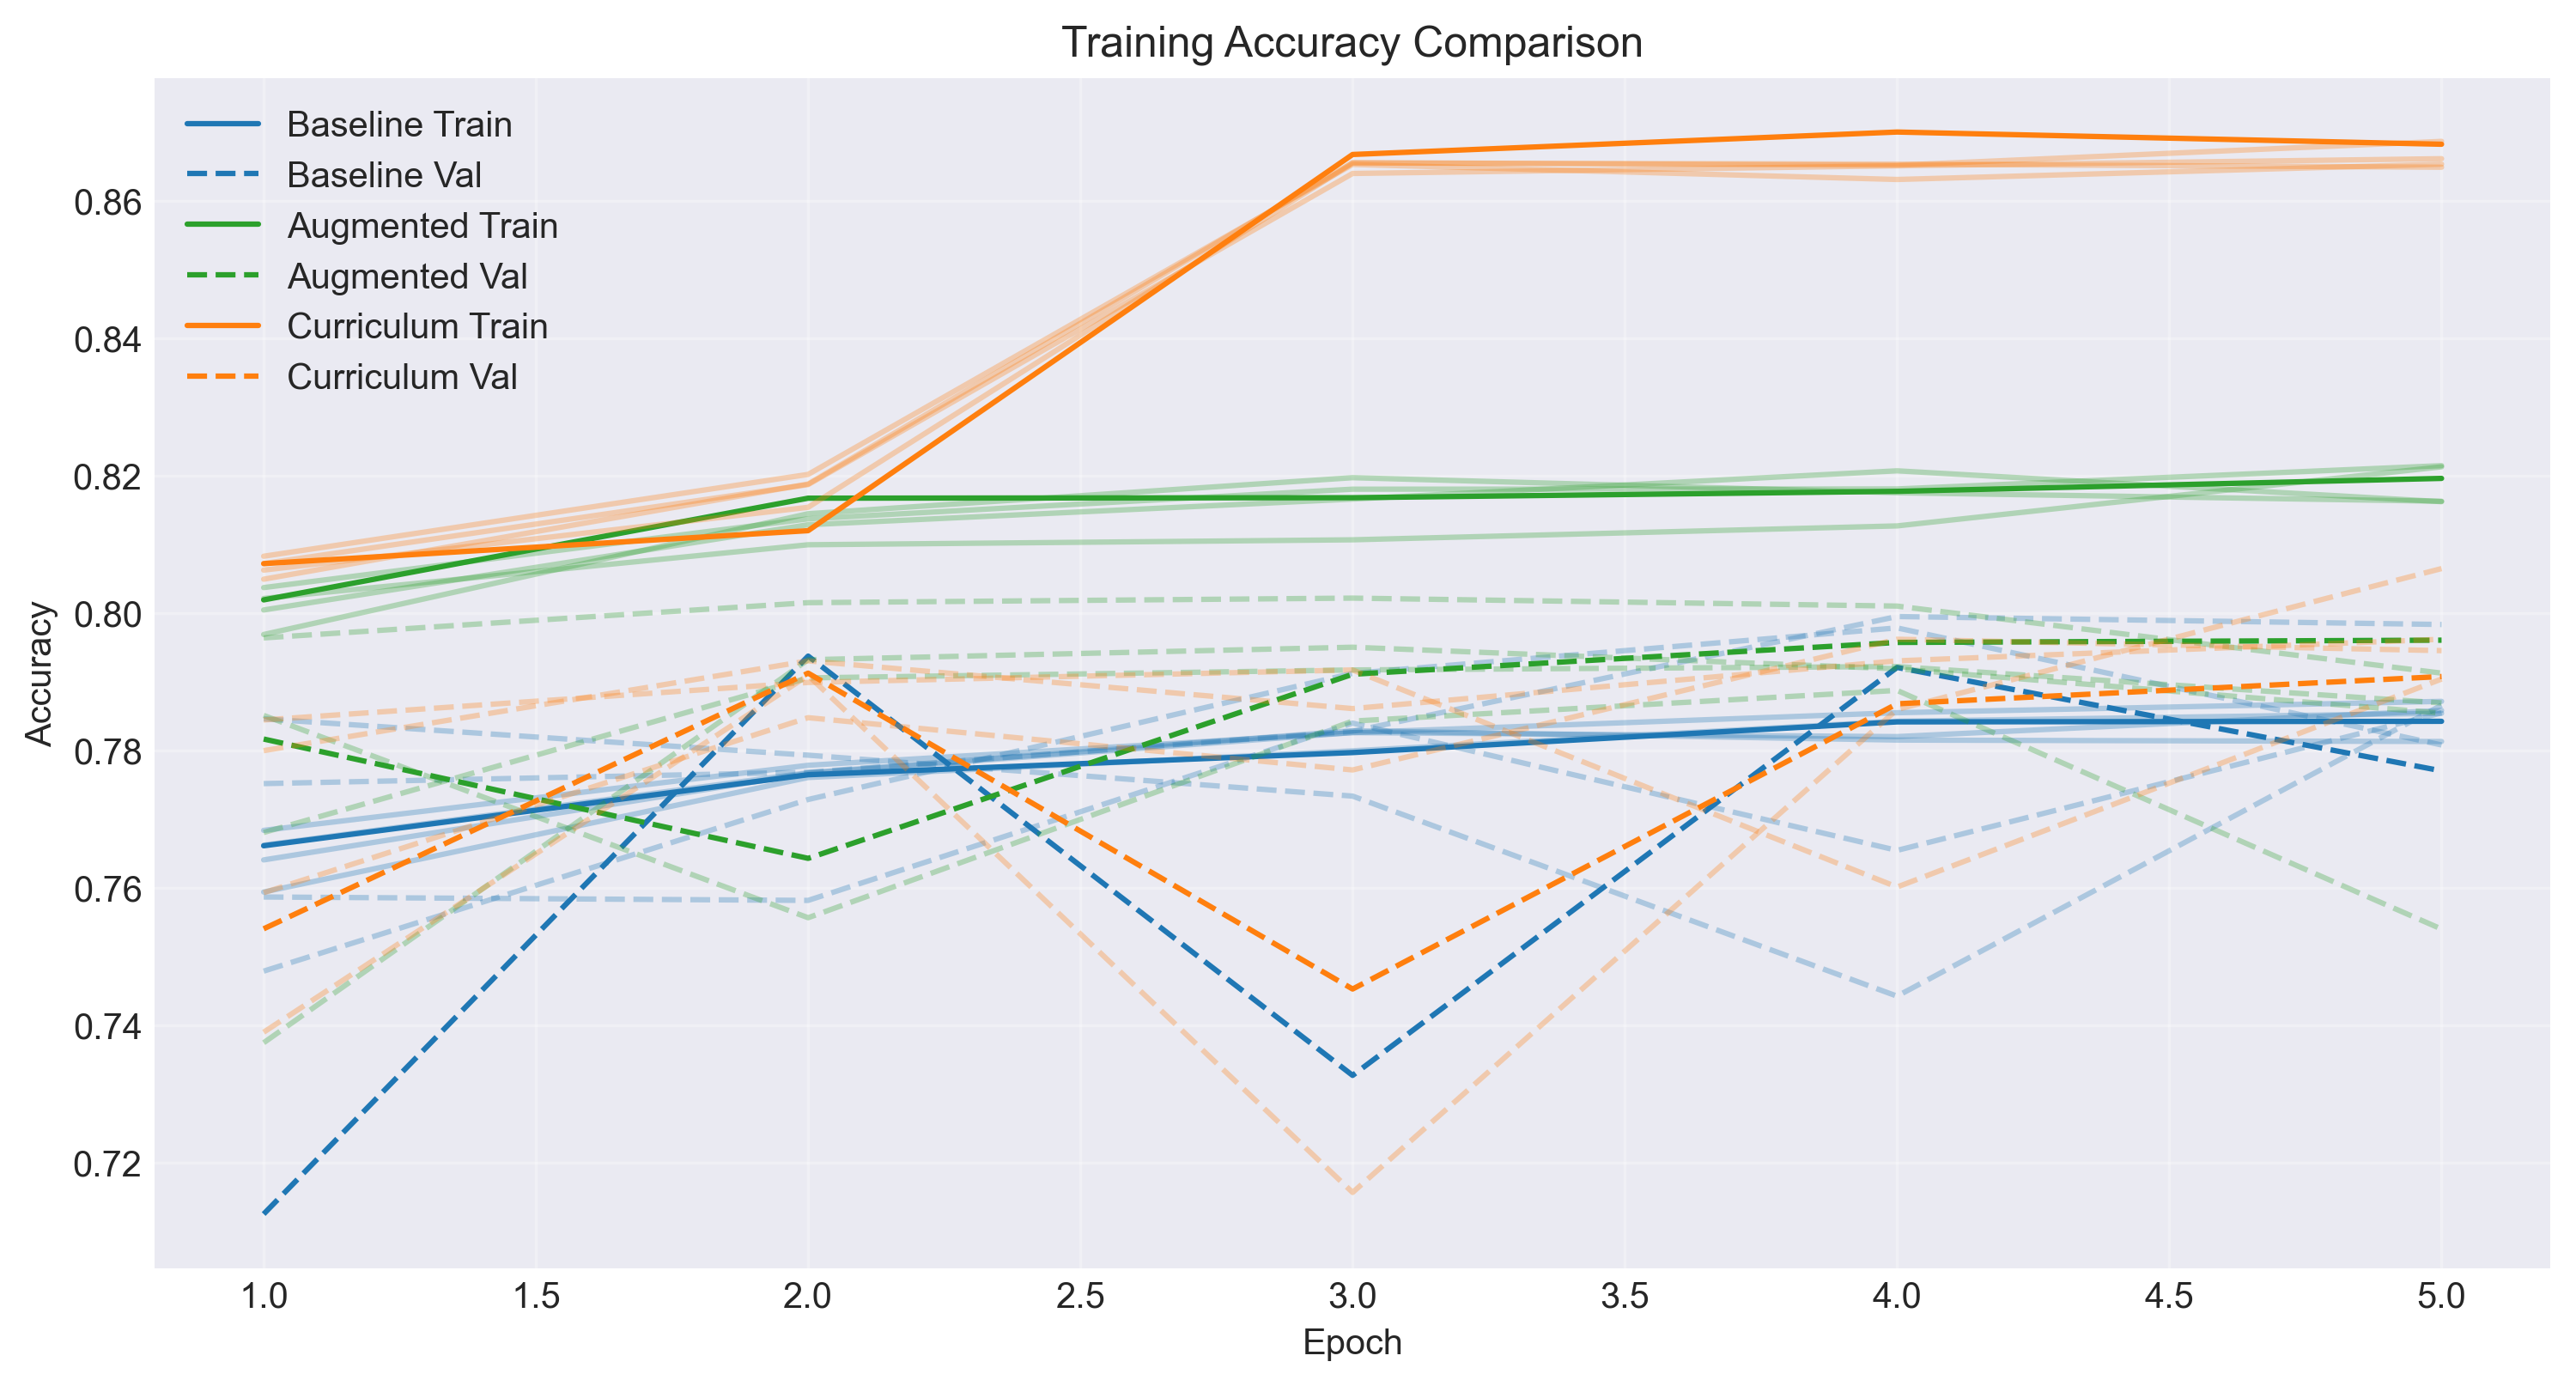 Training Accuracy Comparison
Baseline Train
Baseline Val
Augmented Train
Augmented Val
Curriculum Train
Curriculum Val
Accuracy
0.86
0.84
0.82
0.80
0.78
0.76
0.74
0.72
1.0 1.5 2.0 2.5 3.0 3.5 4.0 4.5 5.0
Epoch